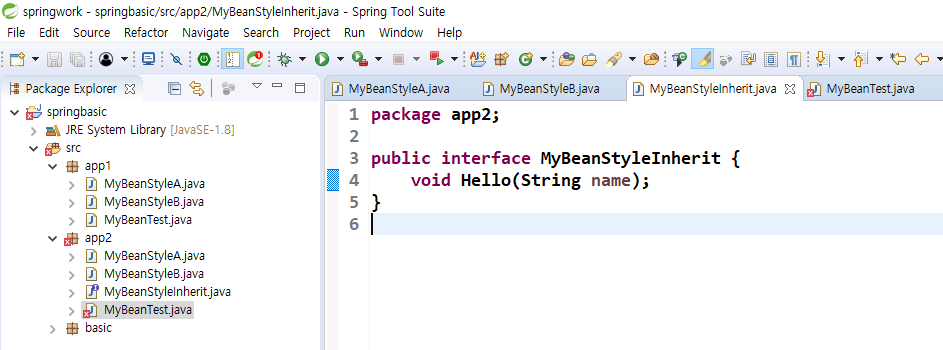 springwork - springbasic/src/app2/MyBeanStyleInherit.java - Spring Tool Suite
File Edit Source Refactor Navigate Search Project Run Window Help
Package Explorer
springbasic
JRE System Library [JavaSE-1.8]
src
app1
MyBeanStyleA.java
MyBeanStyleB.java
MyBeanTest.java
app2
MyBeanStyleA.java
MyBeanStyleB.java
MyBeanStyleInherit.java
MyBeanTest.java
basic
MyBeanStyleA.java MyBeanStyleB.java MyBeanStyleInherit.java MyBeanTest.java
1 package app2;
2
3 public interface MyBeanStyleInherit {
4 void Hello(String name);
5 }
6